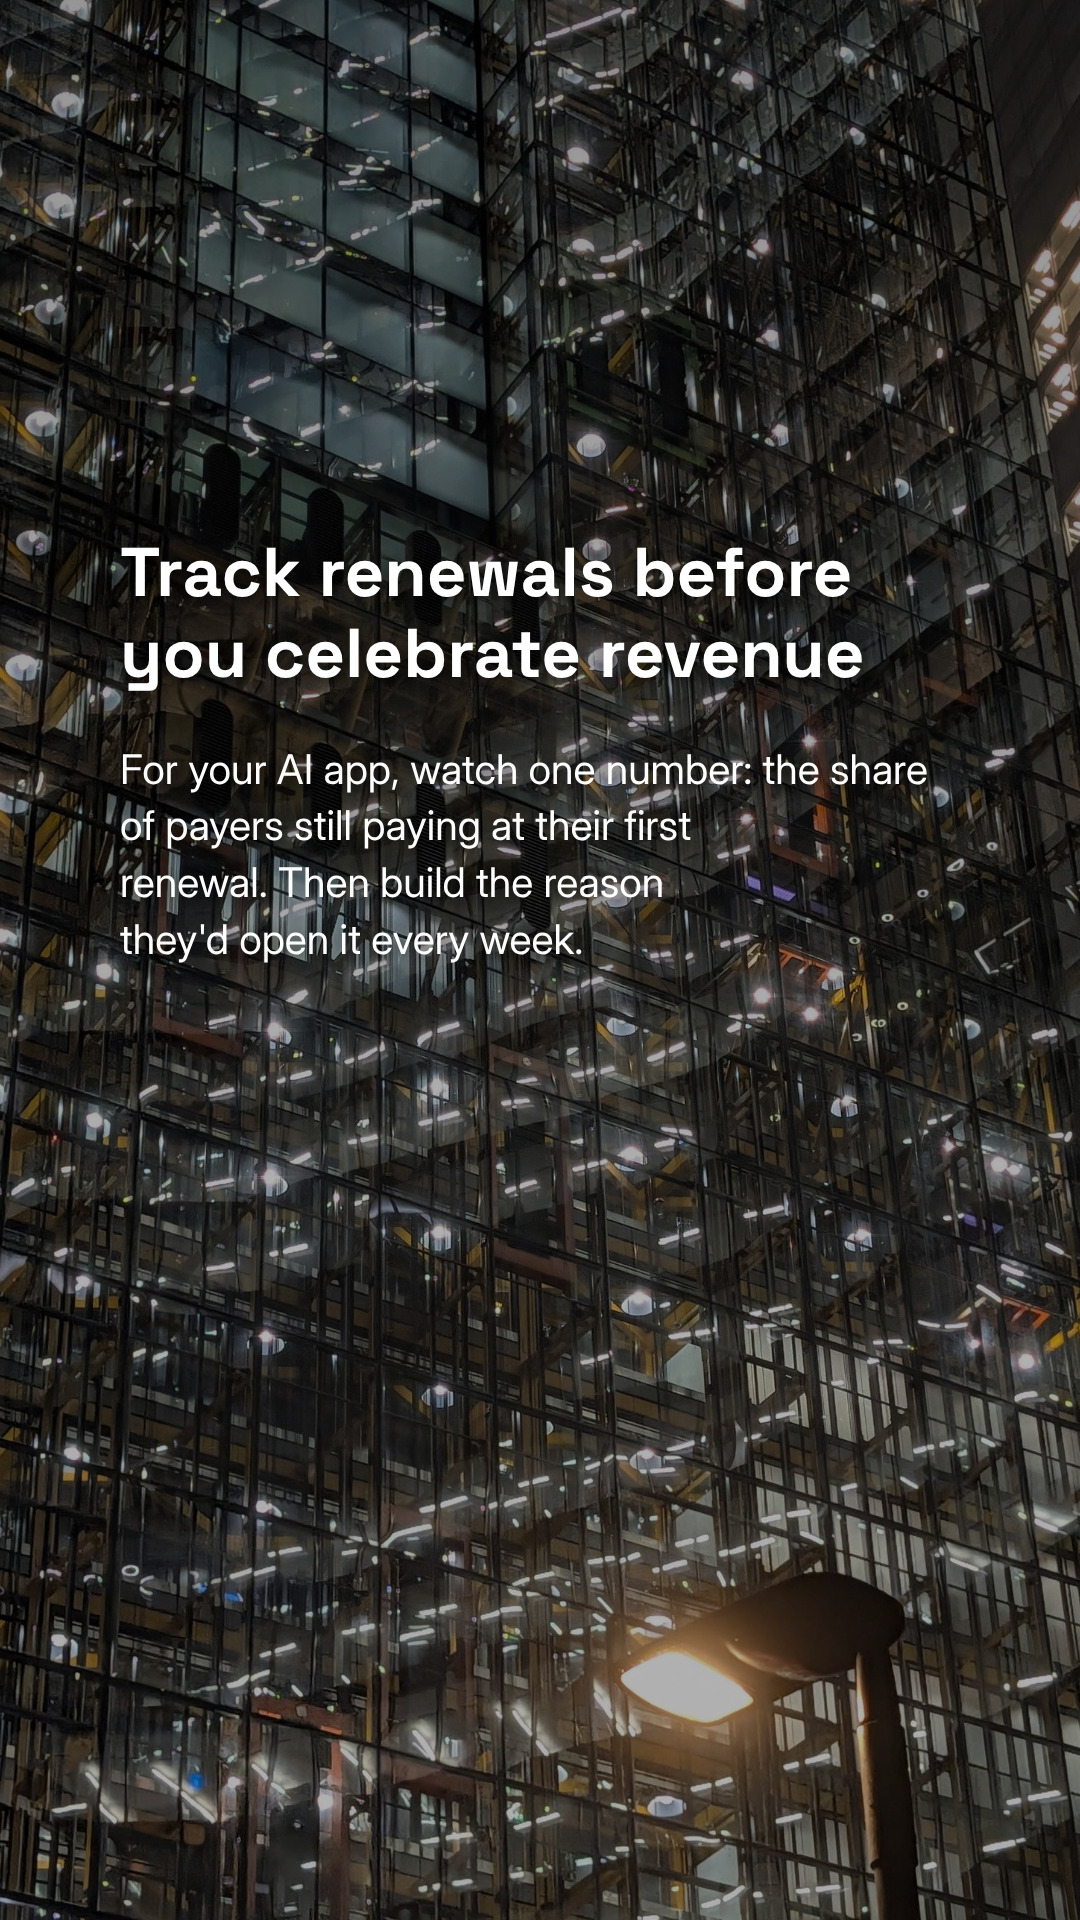 Track renewals before
you celebrate revenue
For your AI app, watch one number: the share
of payers still paying at their first
renewal. Then build the reason
they'd open it every week.